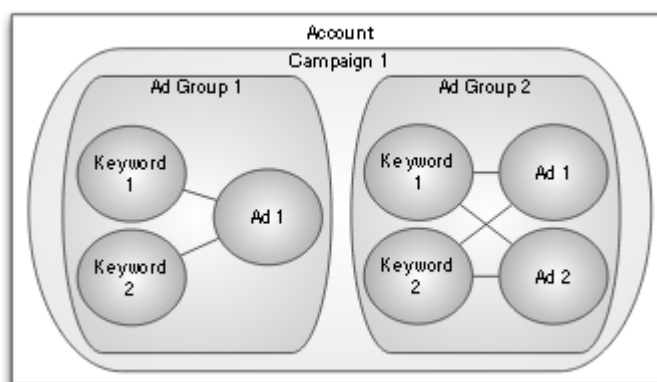 Account
Campaign 1
Ad Group 1
Keyword
1
Keyword
2
Ad 1
Ad Group 2
Keyword
1
Keyword
2
Ad 1
Ad 2